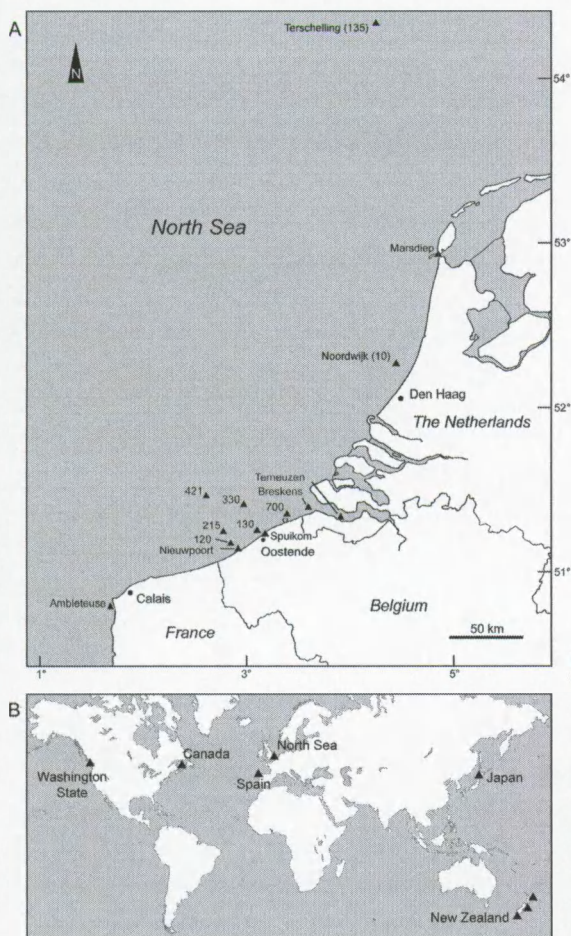 A
Terschelling (135)
54°
N
North Sea
53°
Marsdiep
Noordwijk (10)
Den Haag
52°
The Netherlands
Terneuzen
Breskens
421
330
700
215
130
Spuikom
120
Oostende
Nieuwpoort
51°
Calais
Ambleteuse
Belgium
France
50 km
1°
3°
5°
B
Canada
North Sea
Washington
State
Spain
Japan
New Zealand